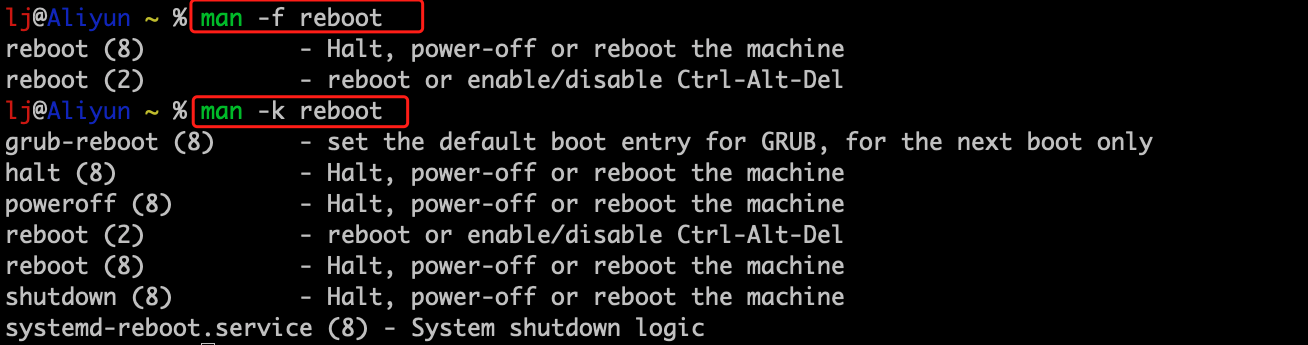 lj@Aliyun ~ % man -f reboot
reboot (8)           - Halt, power-off or reboot the machine
reboot (2)           - reboot or enable/disable Ctrl-Alt-Del
lj@Aliyun ~ % man -k reboot
grub-reboot (8)      - set the default boot entry for GRUB, for the next boot only
halt (8)             - Halt, power-off or reboot the machine
poweroff (8)         - Halt, power-off or reboot the machine
reboot (2)           - reboot or enable/disable Ctrl-Alt-Del
reboot (8)           - Halt, power-off or reboot the machine
shutdown (8)         - Halt, power-off or reboot the machine
systemd-reboot.service (8) - System shutdown logic